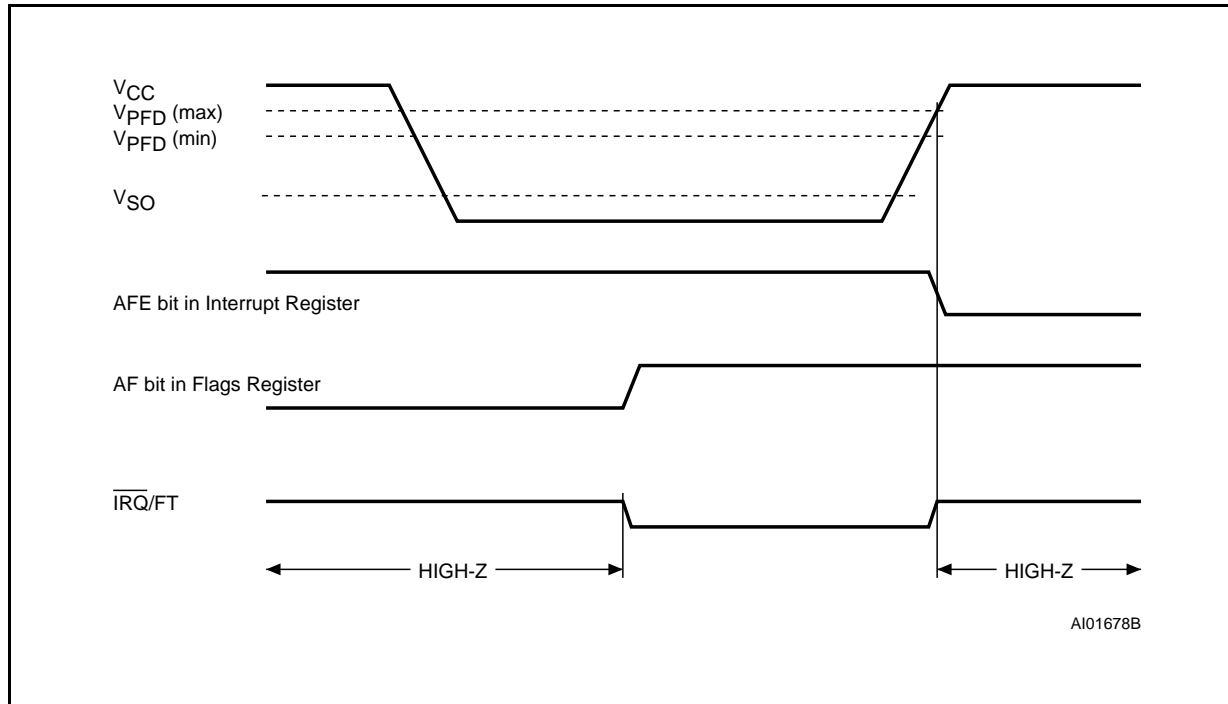 VCC
VPFD (max)
VPFD (min)
VSO
AFE bit in Interrupt Register
AF bit in Flags Register
IRQ/FT
HIGH-Z
HIGH-Z
AI01678B